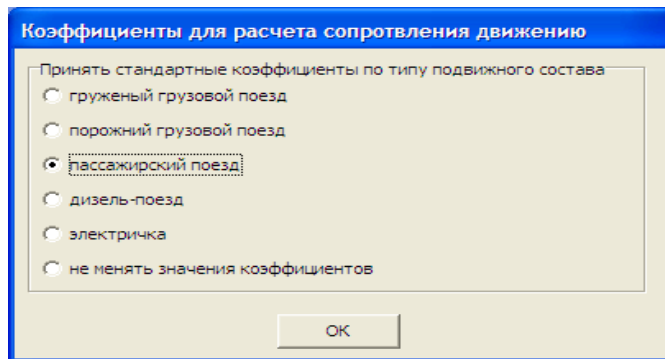 Коэффициенты для расчета сопротвления движению
Принять стандартные коэффициенты по типу подвижного состава
груженый грузовой поезд
порожний грузовой поезд
пассажирский поезд
дизель-поезд
электричка
не менять значения коэффициентов
ОК